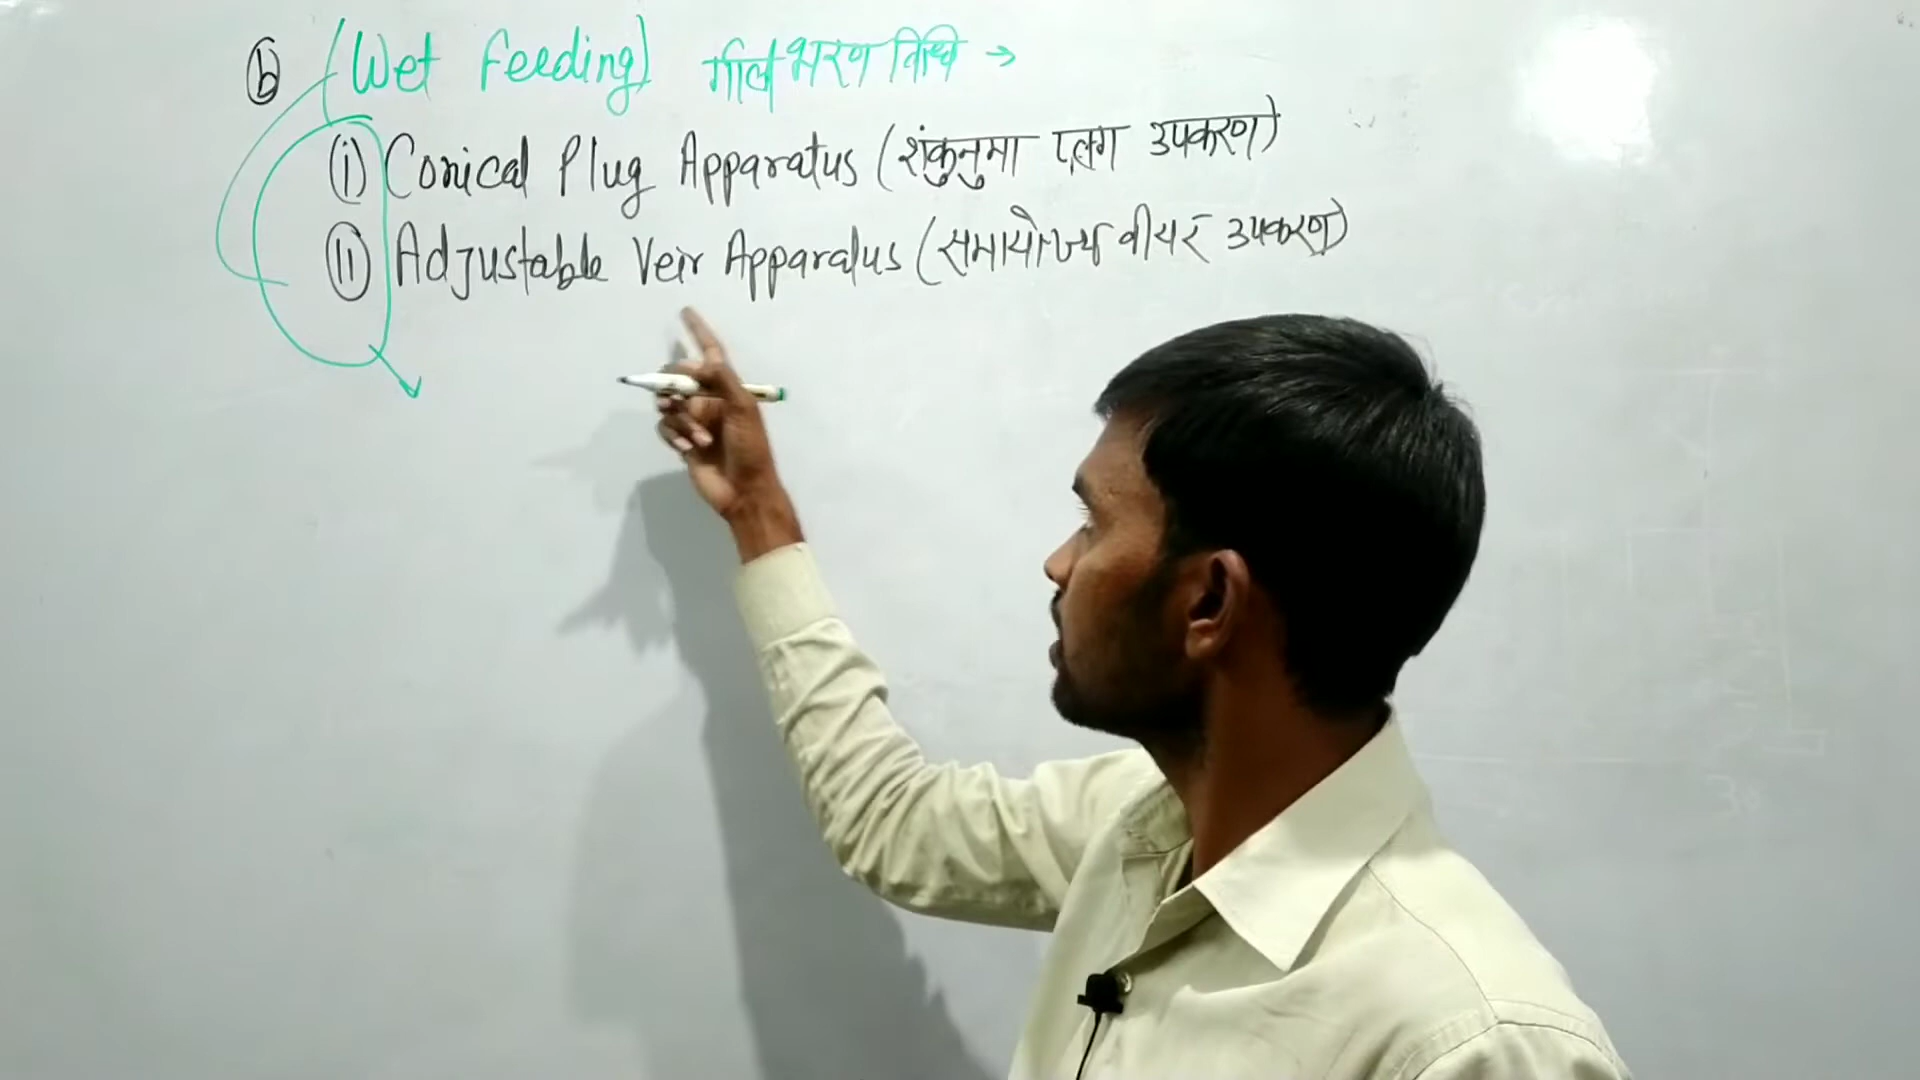 ⓑ (Wet Feeding) गीली भरण विधि →
(i) Conical Plug Apparatus (शंकुनुमा प्लग उपकरण)
(ii) Adjustable Veir Apparatus (समायोज्य वीयर उपकरण)